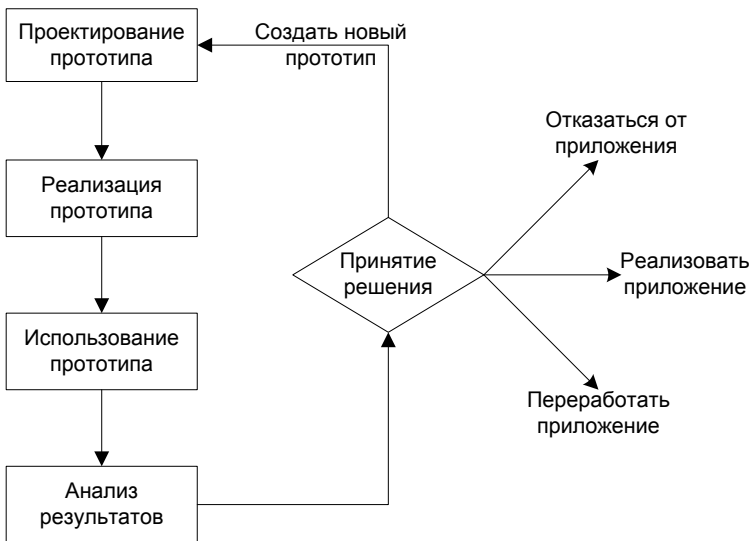 Проектирование
прототипа
Создать новый
прототип
Отказаться от
приложения
Реализация
прототипа
Принятие
решения
Реализовать
приложение
Использование
прототипа
Переработать
приложение
Анализ
результатов